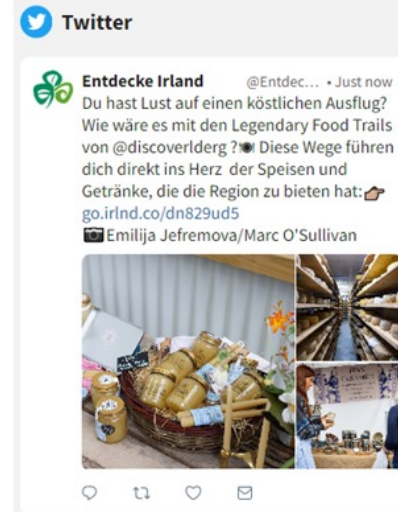 Twitter
Entdecke Irland @Entdec... • Just now
Du hast Lust auf einen köstlichen Ausflug?
Wie wäre es mit den Legendary Food Trails
von @discoverlderg ?🍽 Diese Wege führen
dich direkt ins Herz der Speisen und
Getränke, die die Region zu bieten hat:👉🏼
go.irlnd.co/dn829ud5
📷 Emilija Jefremova/Marc O'Sullivan